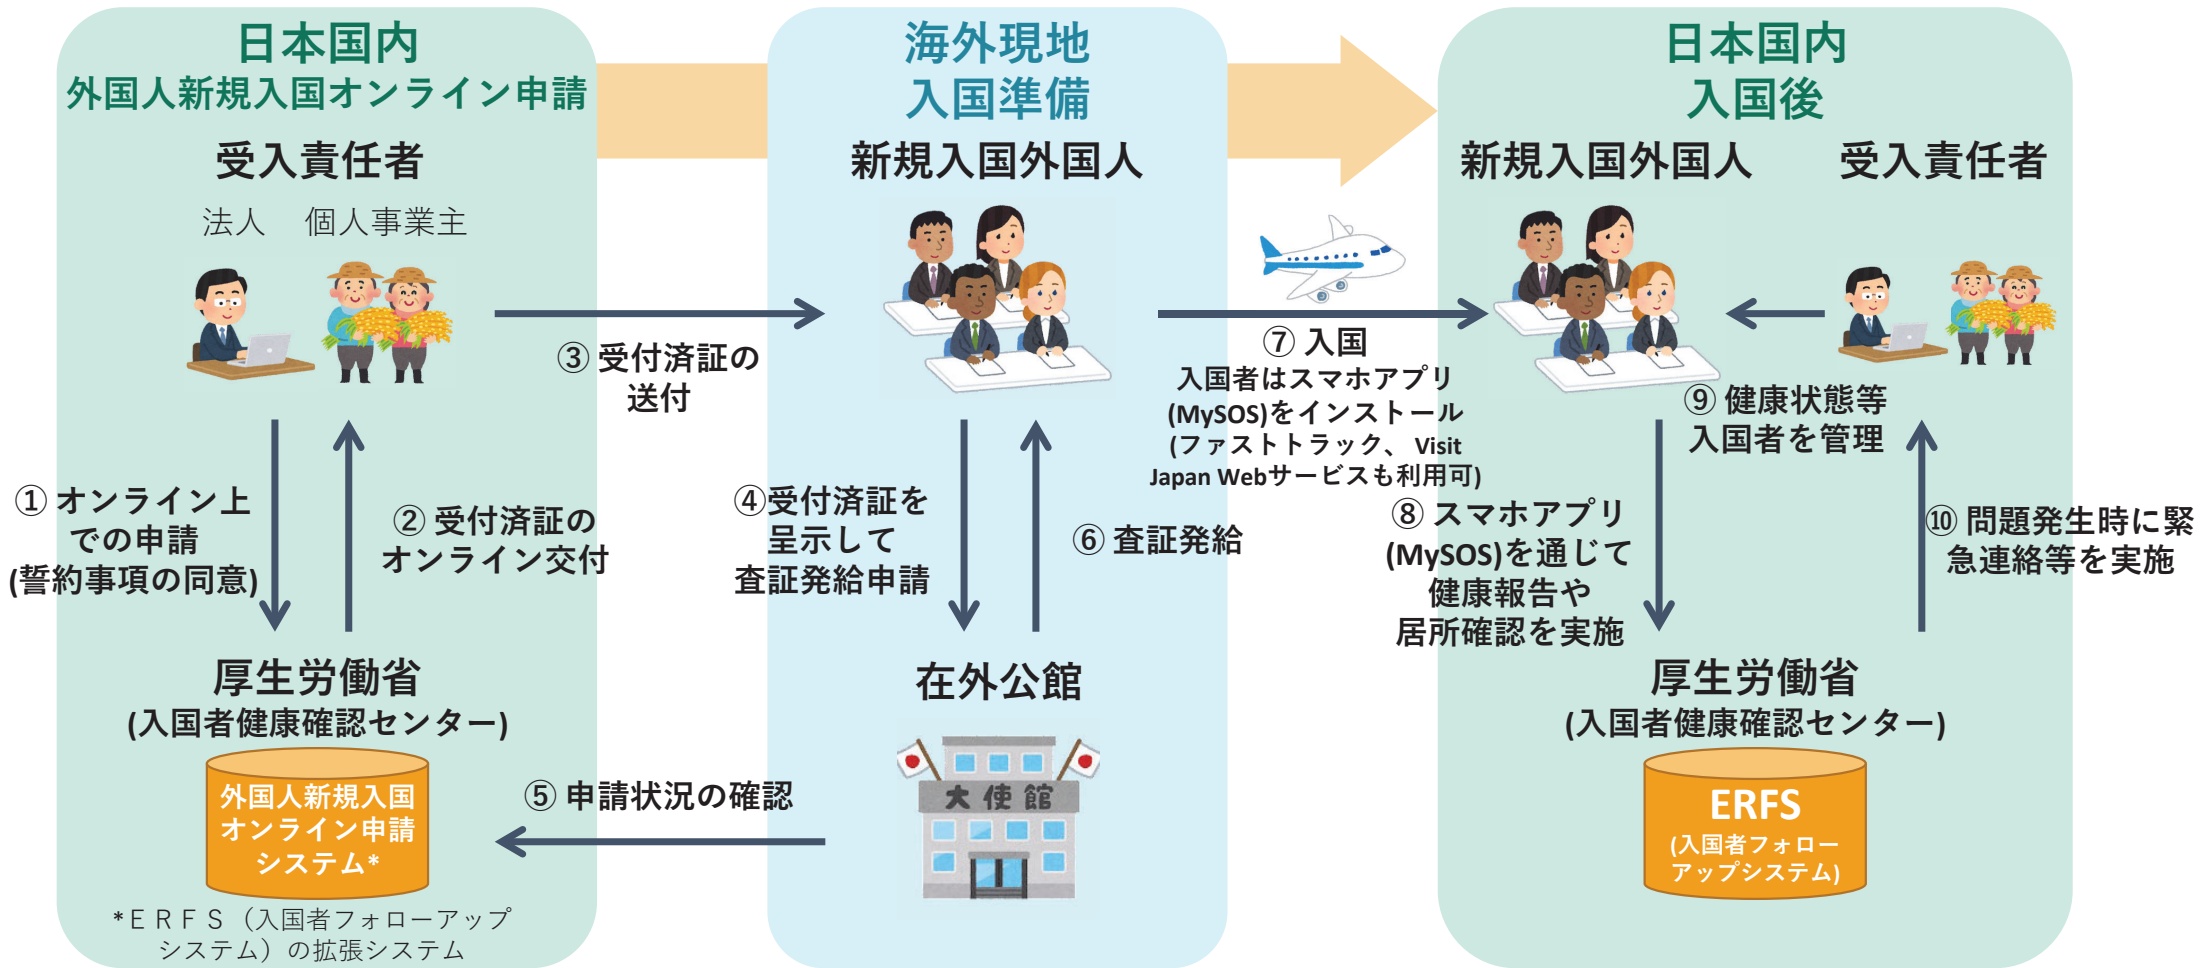 日本国内
外国人新規入国オンライン申請
受入責任者
法人 個人事業主
① オンライン上
での申請
(誓約事項の同意)
② 受付済証の
オンライン交付
厚生労働省
(入国者健康確認センター)
外国人新規入国
オンライン申請
システム*
*ＥＲＦＳ（入国者フォローアップ
システム）の拡張システム
③ 受付済証の
送付
海外現地
入国準備
新規入国外国人
④受付済証を
呈示して
査証発給申請
⑥ 査証発給
在外公館
大使館
⑤ 申請状況の確認
⑦ 入国
入国者はスマホアプリ
(MySOS)をインストール
(ファストトラック、 Visit
Japan Webサービスも利用可)
日本国内
入国後
新規入国外国人
受入責任者
⑨ 健康状態等
入国者を管理
⑧ スマホアプリ
(MySOS)を通じて
健康報告や
居所確認を実施
⑩ 問題発生時に緊
急連絡等を実施
厚生労働省
(入国者健康確認センター)
ERFS
(入国者フォロー
アップシステム)